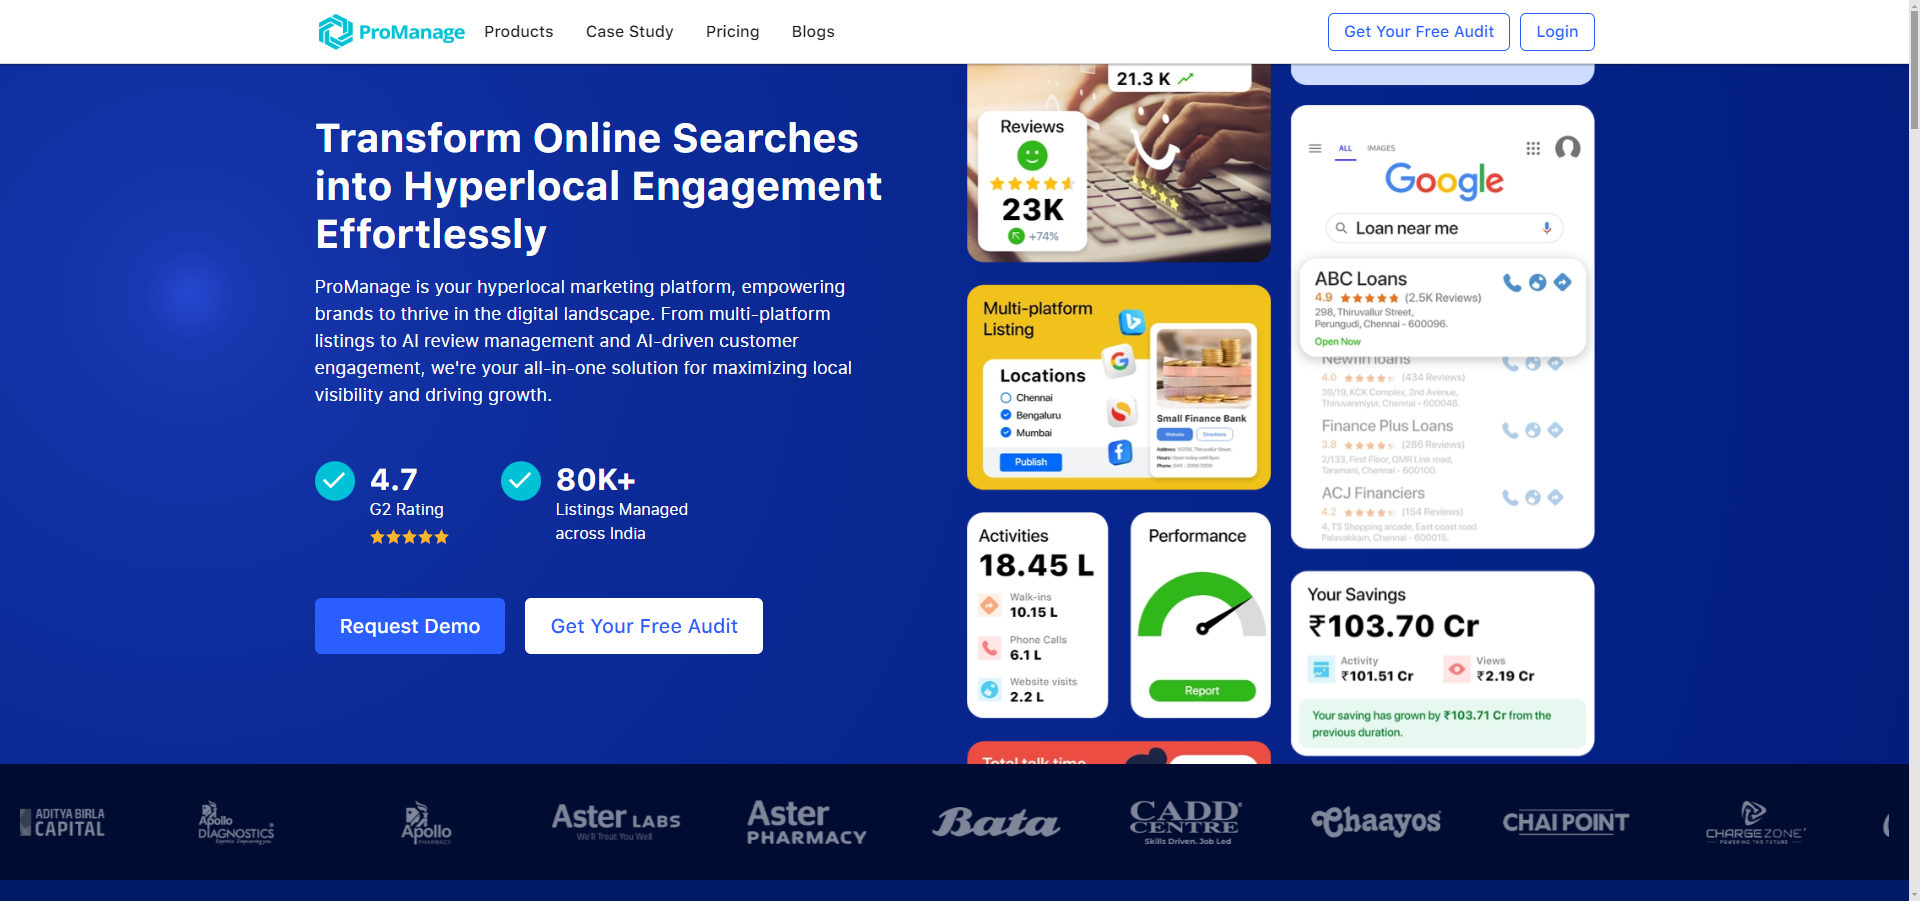 ProManage
Products
Case Study
Pricing
Blogs
Get Your Free Audit
Login
Transform Online Searches
into Hyperlocal Engagement
Effortlessly
ProManage is your hyperlocal marketing platform, empowering
brands to thrive in the digital landscape. From multi-platform
listings to AI review management and AI-driven customer
engagement, we're your all-in-one solution for maximizing local
visibility and driving growth.
4.7
G2 Rating
80K+
Listings Managed
across India
Request Demo
Get Your Free Audit
21.3 K
Reviews
23K
+74%
Multi-platform
Listing
Locations
Chennai
Bengaluru
Mumbai
Publish
Small Finance Bank
Website
Directions
Activities
18.45 L
Walk-ins
10.15 L
Phone Calls
6.1 L
Website visits
2.2 L
Performance
Report
Total talk time
ALL
IMAGES
Google
Loan near me
ABC Loans
4.9 (2.5K Reviews)
298, Thiruvallur Street,
Perungudi, Chennai - 600096.
Open Now
Newfin loans
4.0 (434 Reviews)
39/19, KCK Complex, 2nd Avenue,
Thiruvanmiyur, Chennai - 600048.
Finance Plus Loans
3.8 (286 Reviews)
2/133, First Floor, OMR Link road,
Taramani, Chennai - 600100.
ACJ Financiers
4.2 (154 Reviews)
4, TS Shopping arcade, East coast road
Palavakkam, Chennai - 600015.
Your Savings
₹103.70 Cr
Activity
₹101.51 Cr
Views
₹2.19 Cr
Your saving has grown by ₹103.71 Cr from the
previous duration.
ADITYA BIRLA
CAPITAL
Apollo
DIAGNOSTICS
Expertise. Empowering you.
Apollo
PHARMACY
Aster LABS
We'll Treat You Well
Aster
PHARMACY
Bata
CADD
CENTRE
Skills Driven. Job Led
Chaayos
CHAI POINT
CHARGE ZONE
POWERING THE FUTURE